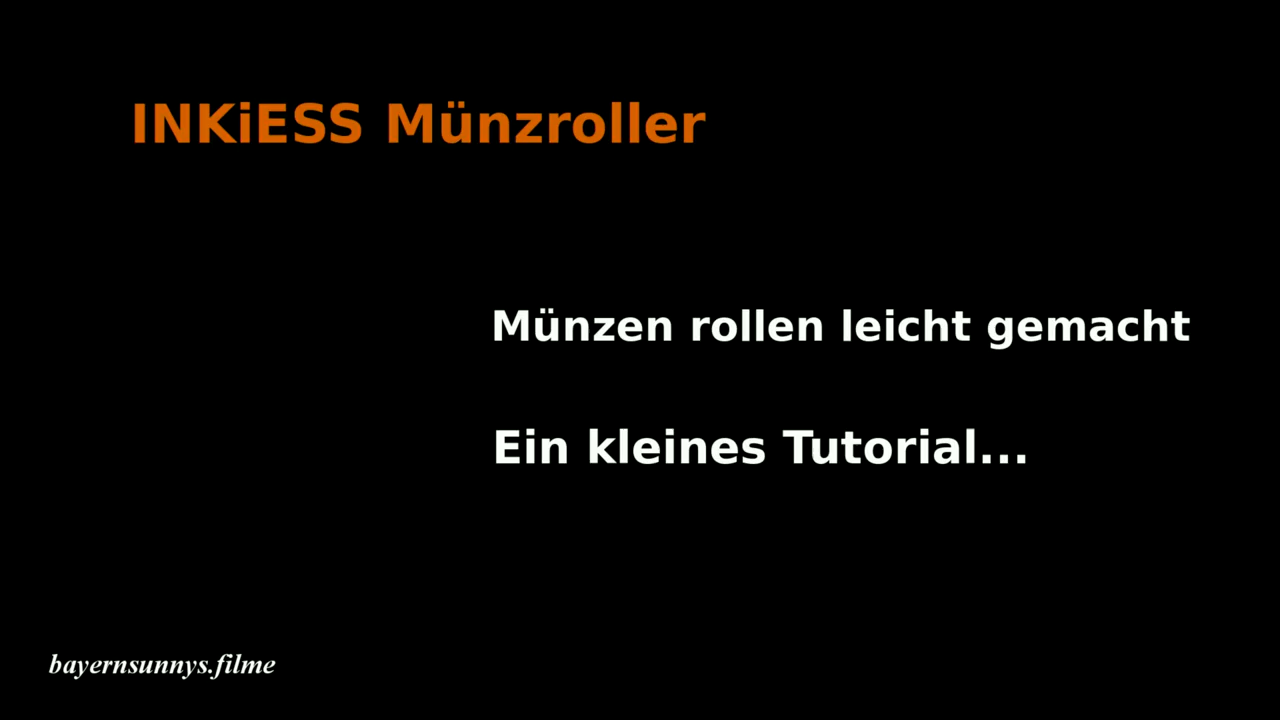 INKiESS Münzroller
Münzen rollen leicht gemacht
Ein kleines Tutorial...
bayernsunnys.filme